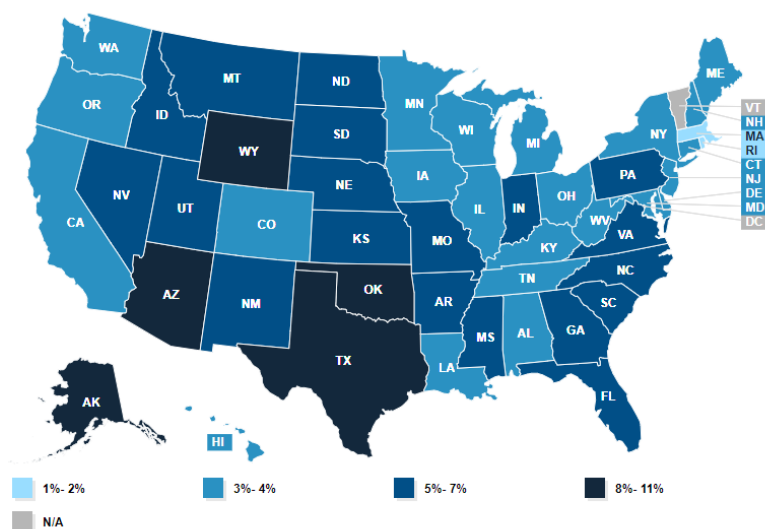 WA
OR
CA
NV
ID
MT
WY
UT
AZ
CO
NM
ND
SD
NE
KS
OK
TX
MN
IA
MO
AR
LA
WI
IL
MI
IN
OH
KY
TN
MS
AL
GA
FL
SC
NC
VA
WV
PA
NY
ME
VT
NH
MA
RI
CT
NJ
DE
MD
DC
AK
HI
1%- 2%
3%- 4%
5%- 7%
8%- 11%
N/A